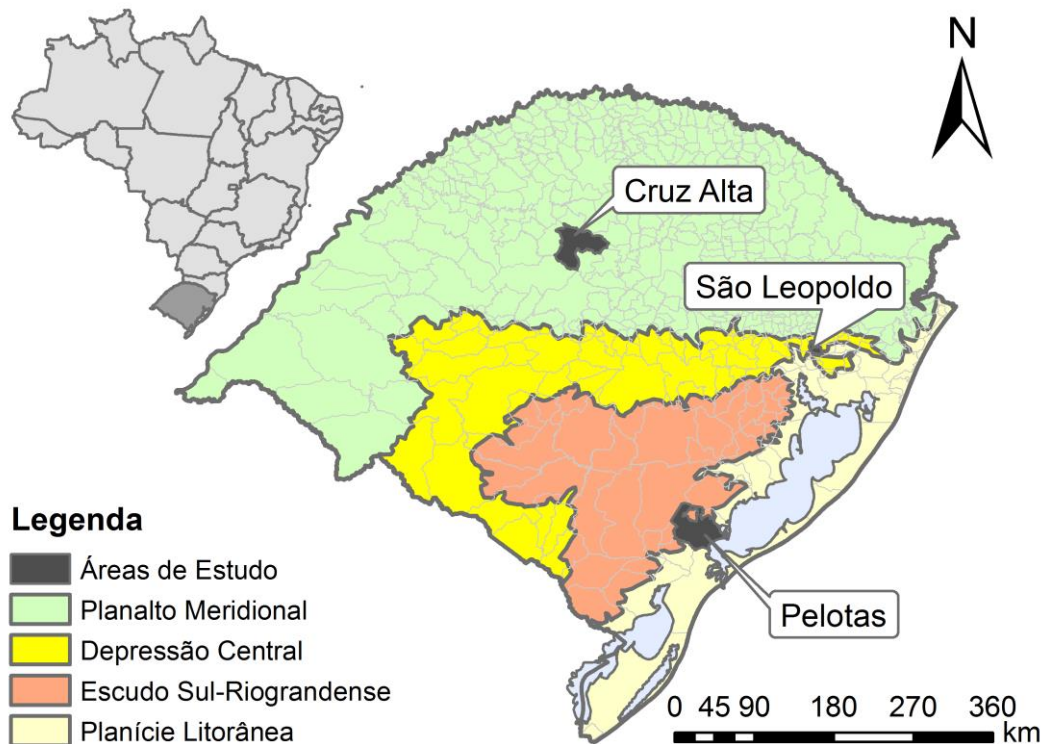 N
Cruz Alta
São Leopoldo
Pelotas
Legenda
Áreas de Estudo
Planalto Meridional
Depressão Central
Escudo Sul-Riograndense
Planície Litorânea
0 45 90 180 270 360
km